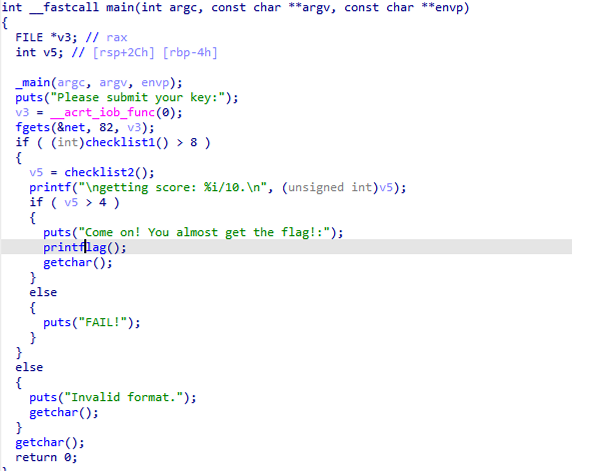 int __fastcall main(int argc, const char **argv, const char **envp)
{
  FILE *v3; // rax
  int v5; // [rsp+2Ch] [rbp-4h]

  _main(argc, argv, envp);
  puts("Please submit your key:");
  v3 = __acrt_iob_func(0);
  fgets(&net, 82, v3);
  if ( (int)checklist1() > 8 )
  {
    v5 = checklist2();
    printf("\ngetting score: %i/10.\n", (unsigned int)v5);
    if ( v5 > 4 )
    {
      puts("Come on! You almost get the flag!:");
      printflag();
      getchar();
    }
    else
    {
      puts("FAIL!");
    }
  }
  else
  {
    puts("Invalid format.");
    getchar();
  }
  getchar();
  return 0;
}